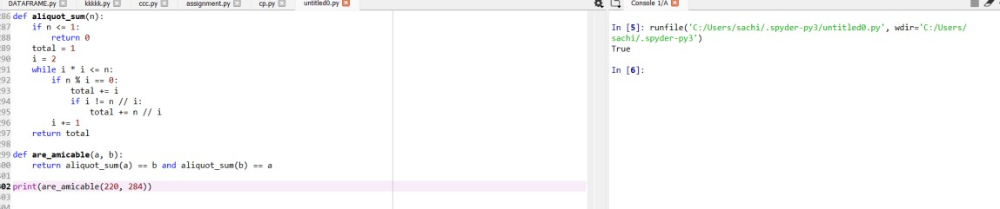 DATAFRAME.py kkkkk.py ccc.py assignment.py cp.py untitled0.py
Console 1/A
86 def aliquot_sum(n):
87     if n <= 1:
88         return 0
89     total = 1
90     i = 2
91     while i * i <= n:
92         if n % i == 0:
93             total += i
94             if i != n // i:
95                 total += n // i
96         i += 1
97     return total
98
99 def are_amicable(a, b):
00     return aliquot_sum(a) == b and aliquot_sum(b) == a
01
02 print(are_amicable(220, 284))
03
04
In [5]: runfile('C:/Users/sachi/.spyder-py3/untitled0.py', wdir='C:/Users/
sachi/.spyder-py3')
True
In [6]: